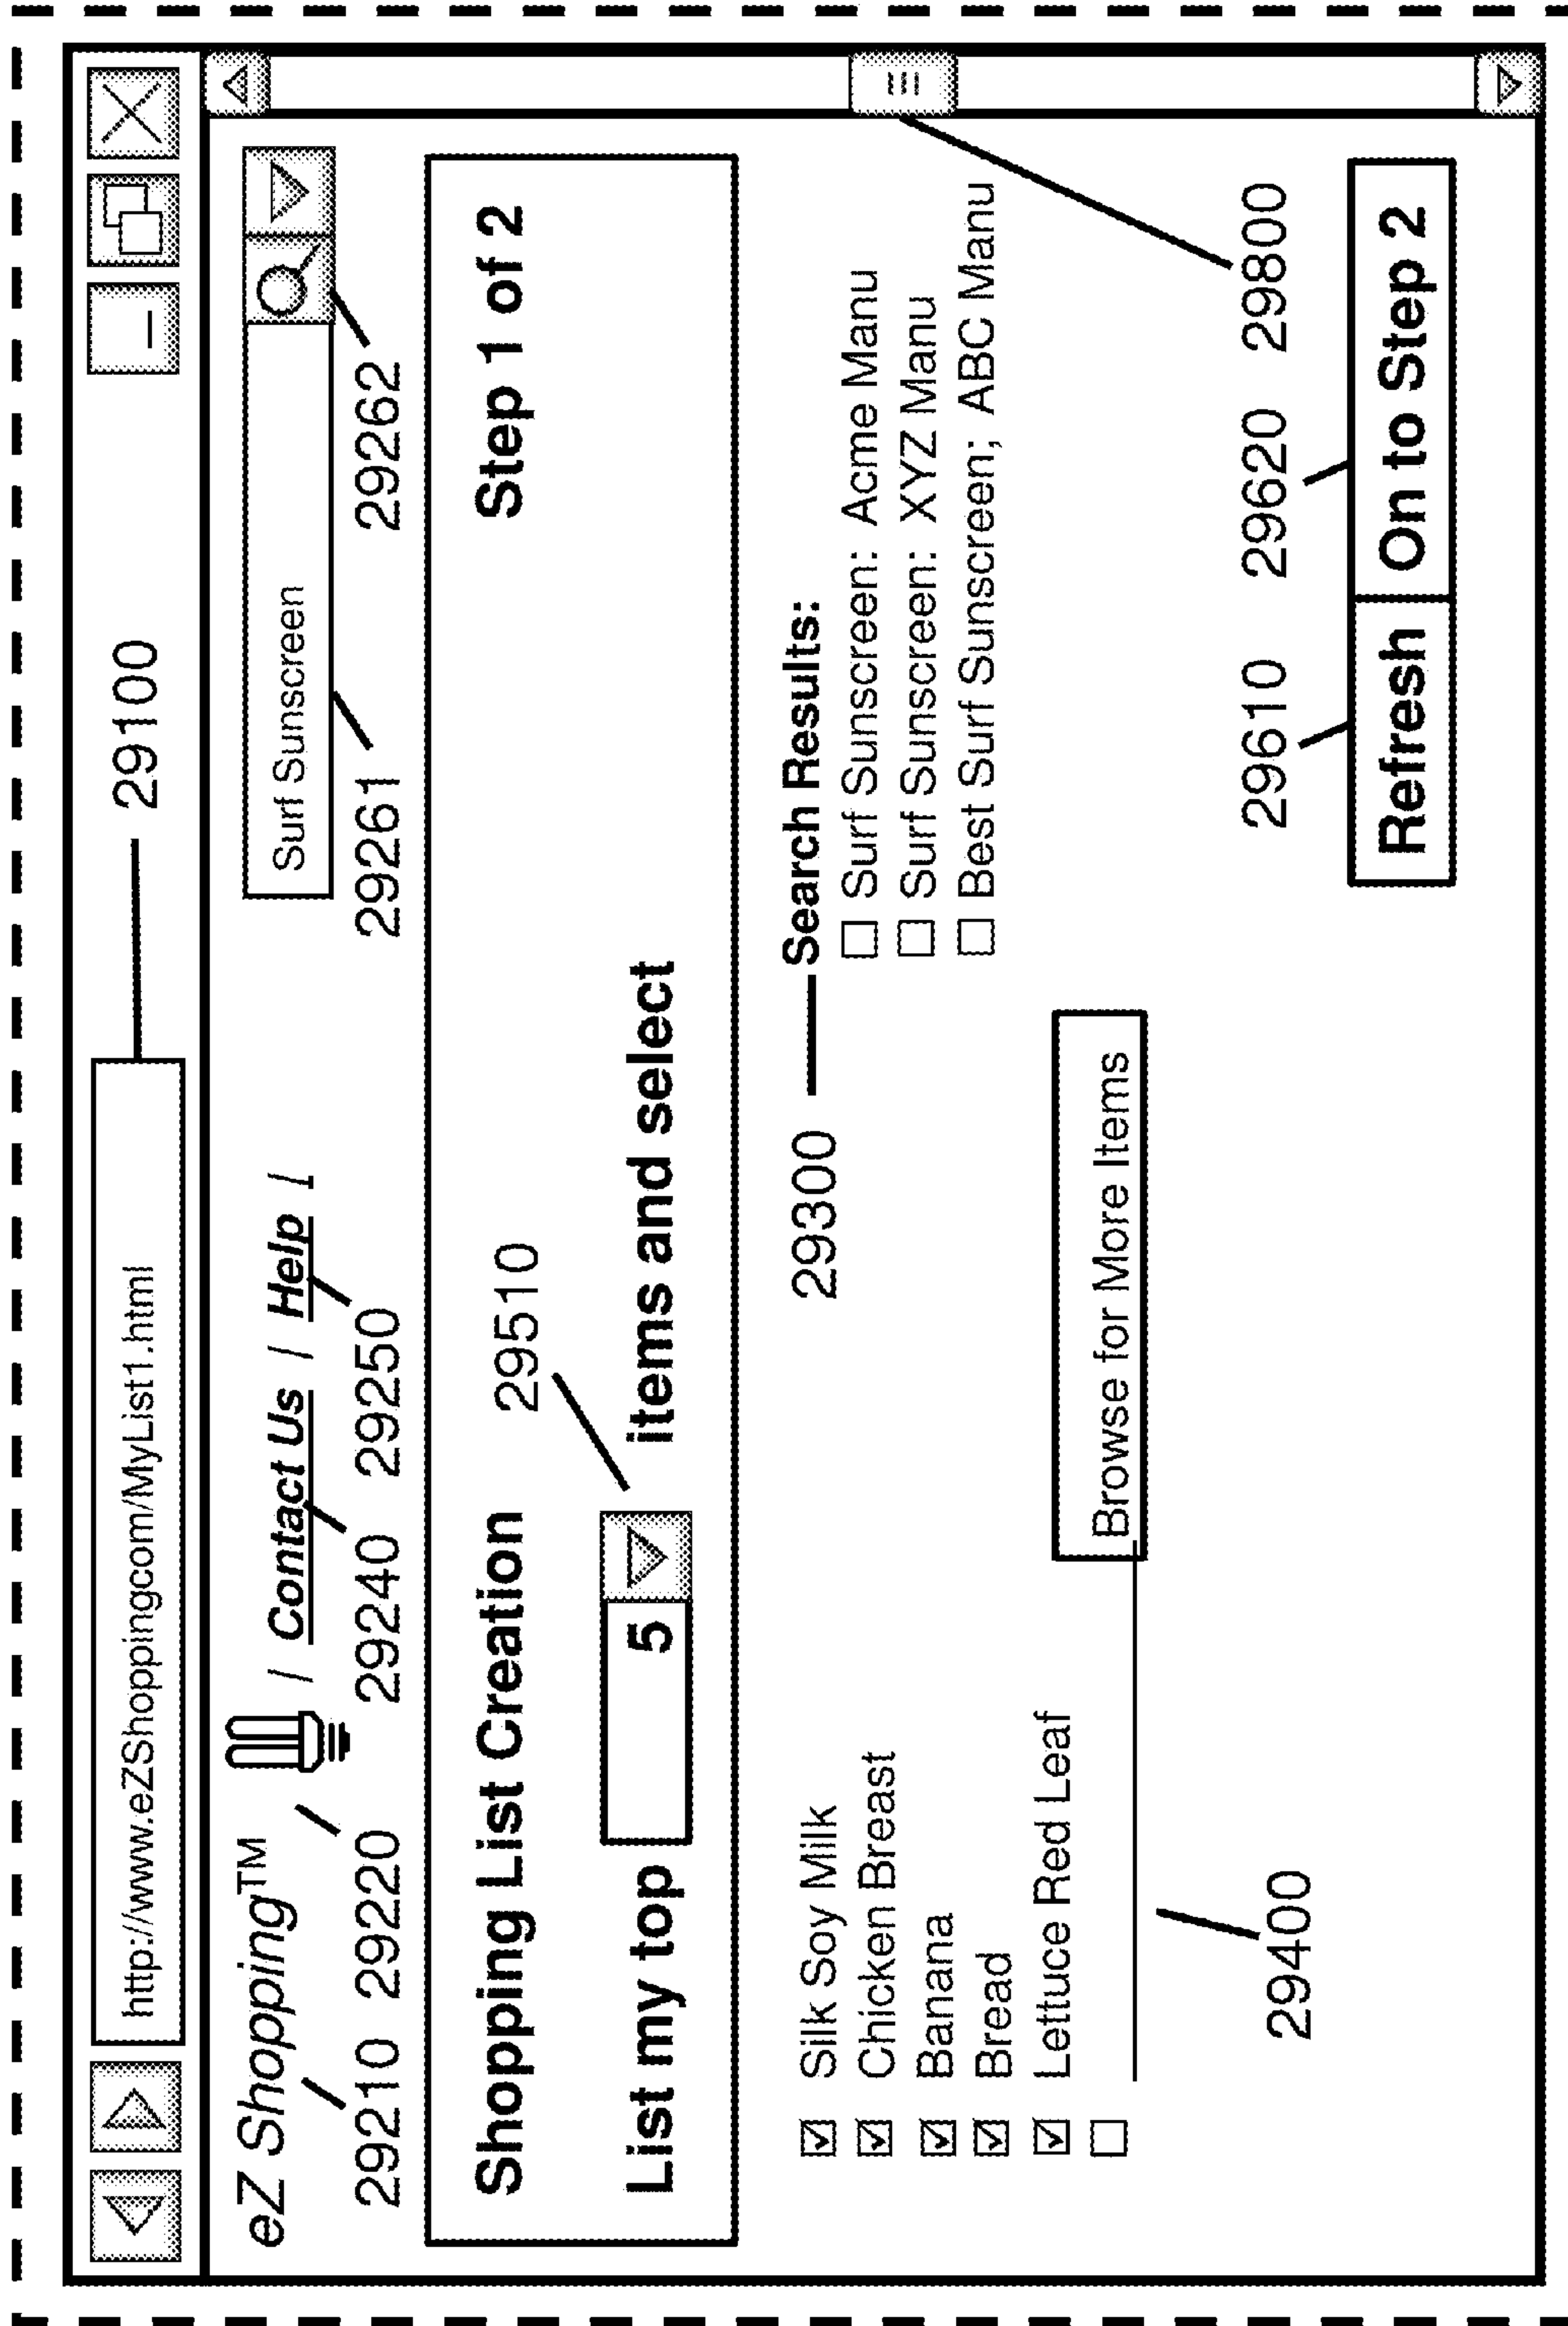 http://www.eZShoppingcom/MyList1.html 29100
eZ Shopping™ / Contact Us / Help / Surf Sunscreen
29210 29220 29240 29250 29261 29262
Shopping List Creation 29510 Step 1 of 2
List my top 5 items and select
Silk Soy Milk
Chicken Breast
Banana
Bread
Lettuce Red Leaf
Browse for More Items
29400
29300 Search Results:
Surf Sunscreen: Acme Manu
Surf Sunscreen: XYZ Manu
Best Surf Sunscreen; ABC Manu
29610 29620 29800
Refresh On to Step 2